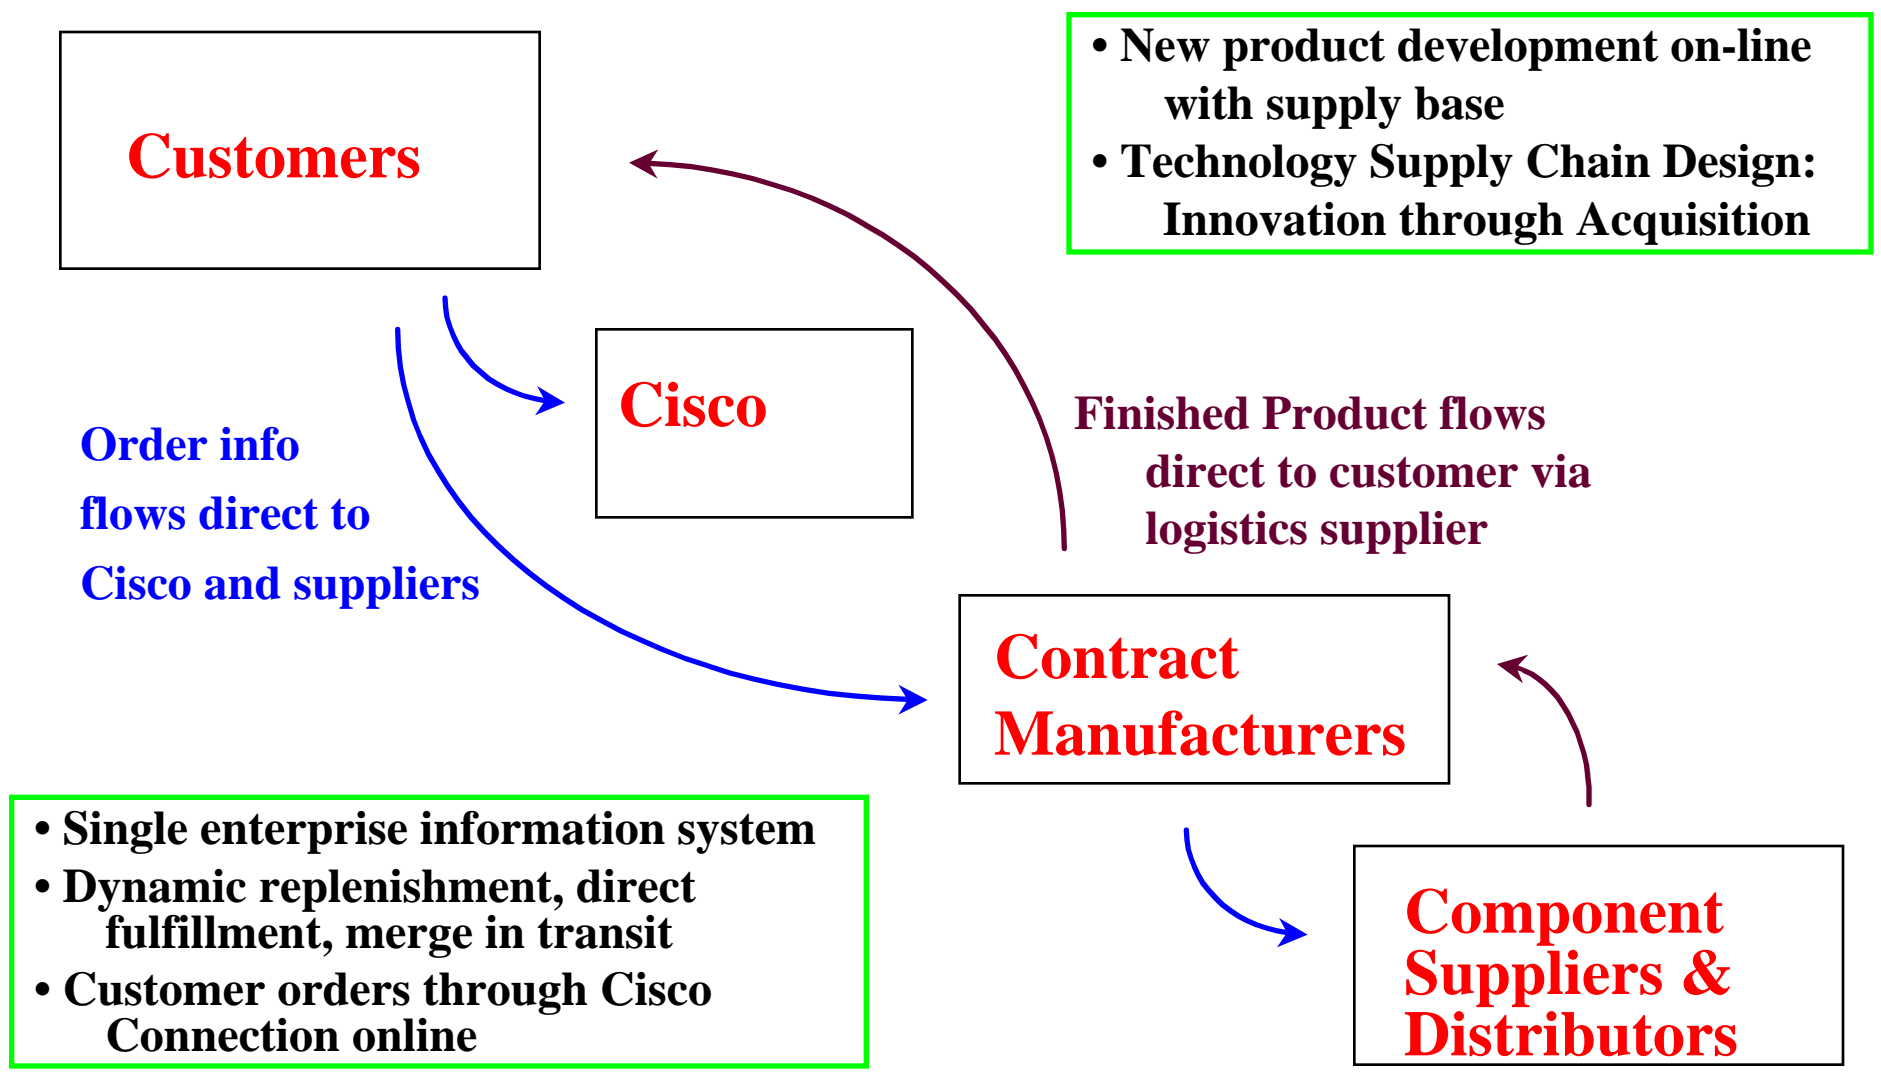 Customers
• New product development on-line
with supply base
• Technology Supply Chain Design:
Innovation through Acquisition
Cisco
Order info
flows direct to
Cisco and suppliers
Finished Product flows
direct to customer via
logistics supplier
Contract
Manufacturers
• Single enterprise information system
• Dynamic replenishment, direct
fulfillment, merge in transit
• Customer orders through Cisco
Connection online
Component
Suppliers &
Distributors